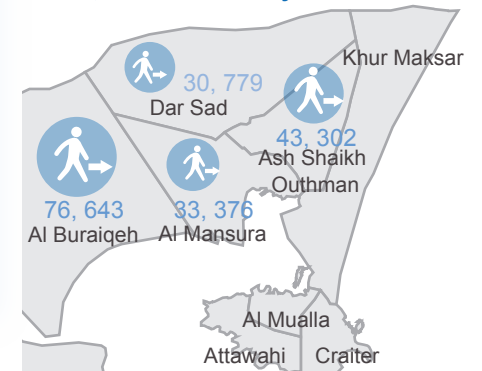 Khur Maksar
30, 779
Dar Sad
43, 302
Ash Shaikh
Outhman
76, 643
Al Buraiqeh
33, 376
Al Mansura
Al Mualla
Attawahi
Craiter